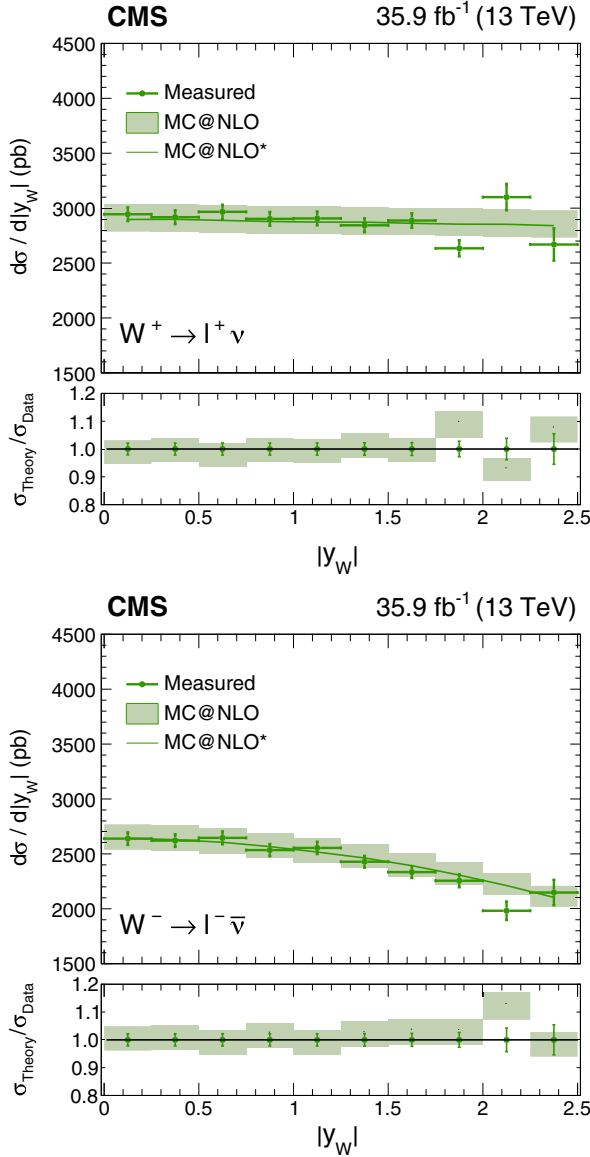 CMS 35.9 fb⁻¹ (13 TeV)
4500
4000
3500
3000
2500
2000
1500
dσ / d|y_W| (pb)
Measured
MC@NLO
MC@NLO*
W⁺ → l⁺ ν
1.2
1.1
1.0
0.9
0.8
σ_Theory/σ_Data
0 0.5 1 1.5 2 2.5
|y_W|
CMS 35.9 fb⁻¹ (13 TeV)
4500
4000
3500
3000
2500
2000
1500
dσ / d|y_W| (pb)
Measured
MC@NLO
MC@NLO*
W⁻ → l⁻ ν̅
1.2
1.1
1.0
0.9
0.8
σ_Theory/σ_Data
0 0.5 1 1.5 2 2.5
|y_W|